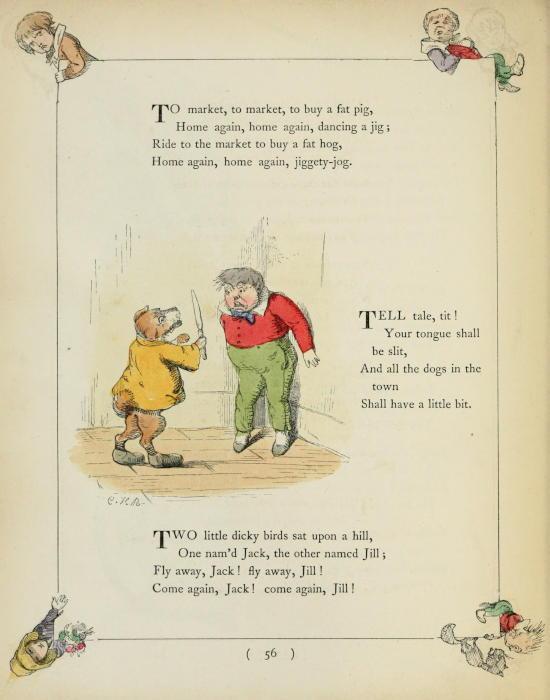 TO market, to market, to buy a fat pig,
Home again, home again, dancing a jig;
Ride to the market to buy a fat hog,
Home again, home again, jiggety-jog.
TELL tale, tit!
Your tongue shall
be slit,
And all the dogs in the
town
Shall have a little bit.
C.H.B.
TWO little dicky birds sat upon a hill,
One nam'd Jack, the other named Jill;
Fly away, Jack! fly away, Jill!
Come again, Jack! come again, Jill!
( 56 )